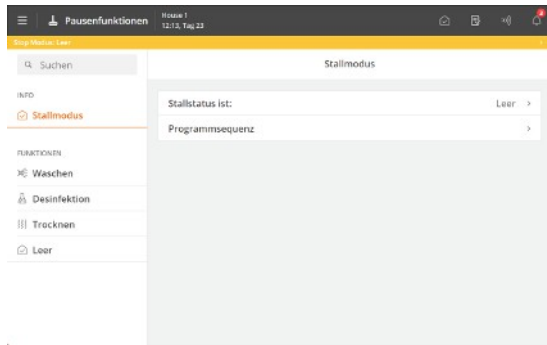 Pausenfunktionen
House 1
12:13, Tag 23
2
Stop Modus: Leer
Suchen
Stallmodus
INFO
Stallmodus
Stallstatus ist: Leer
Programmsequenz
FUNKTIONEN
Waschen
Desinfektion
Trocknen
Leer